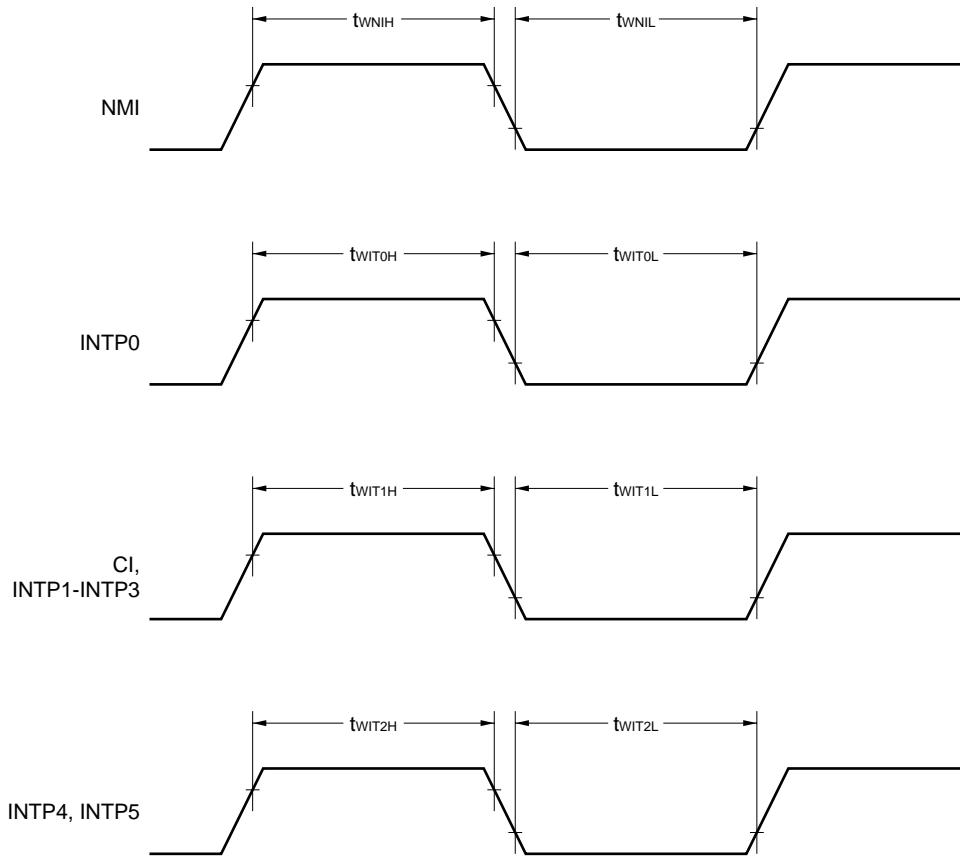 tWNIH tWNIL
NMI
tWIT0H tWIT0L
INTP0
tWIT1H tWIT1L
CI,
INTP1-INTP3
tWIT2H tWIT2L
INTP4, INTP5